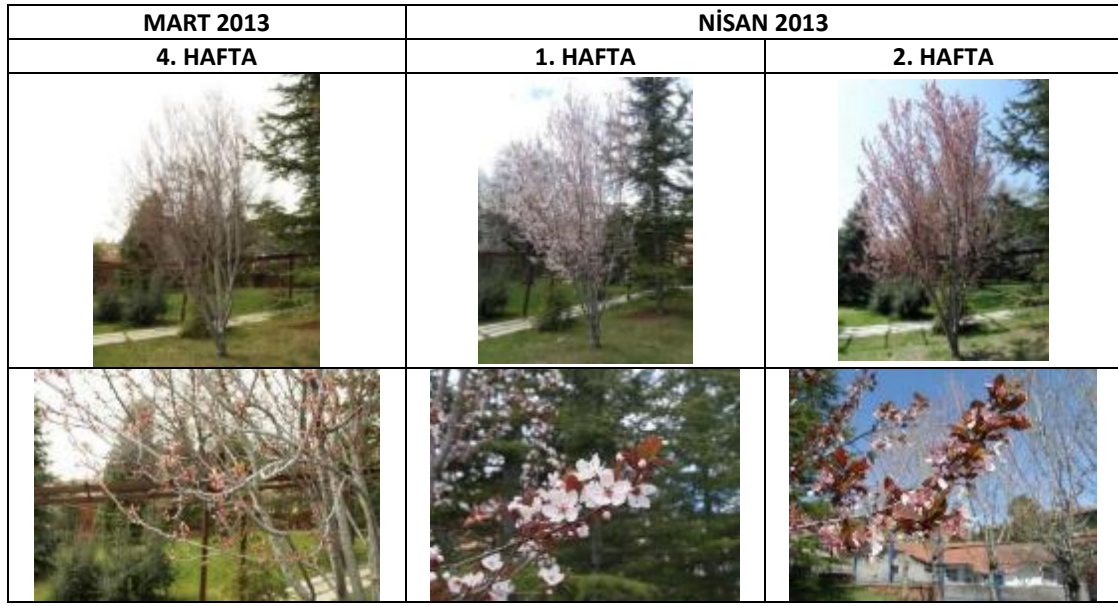 MART 2013
NİSAN 2013
4. HAFTA
1. HAFTA
2. HAFTA